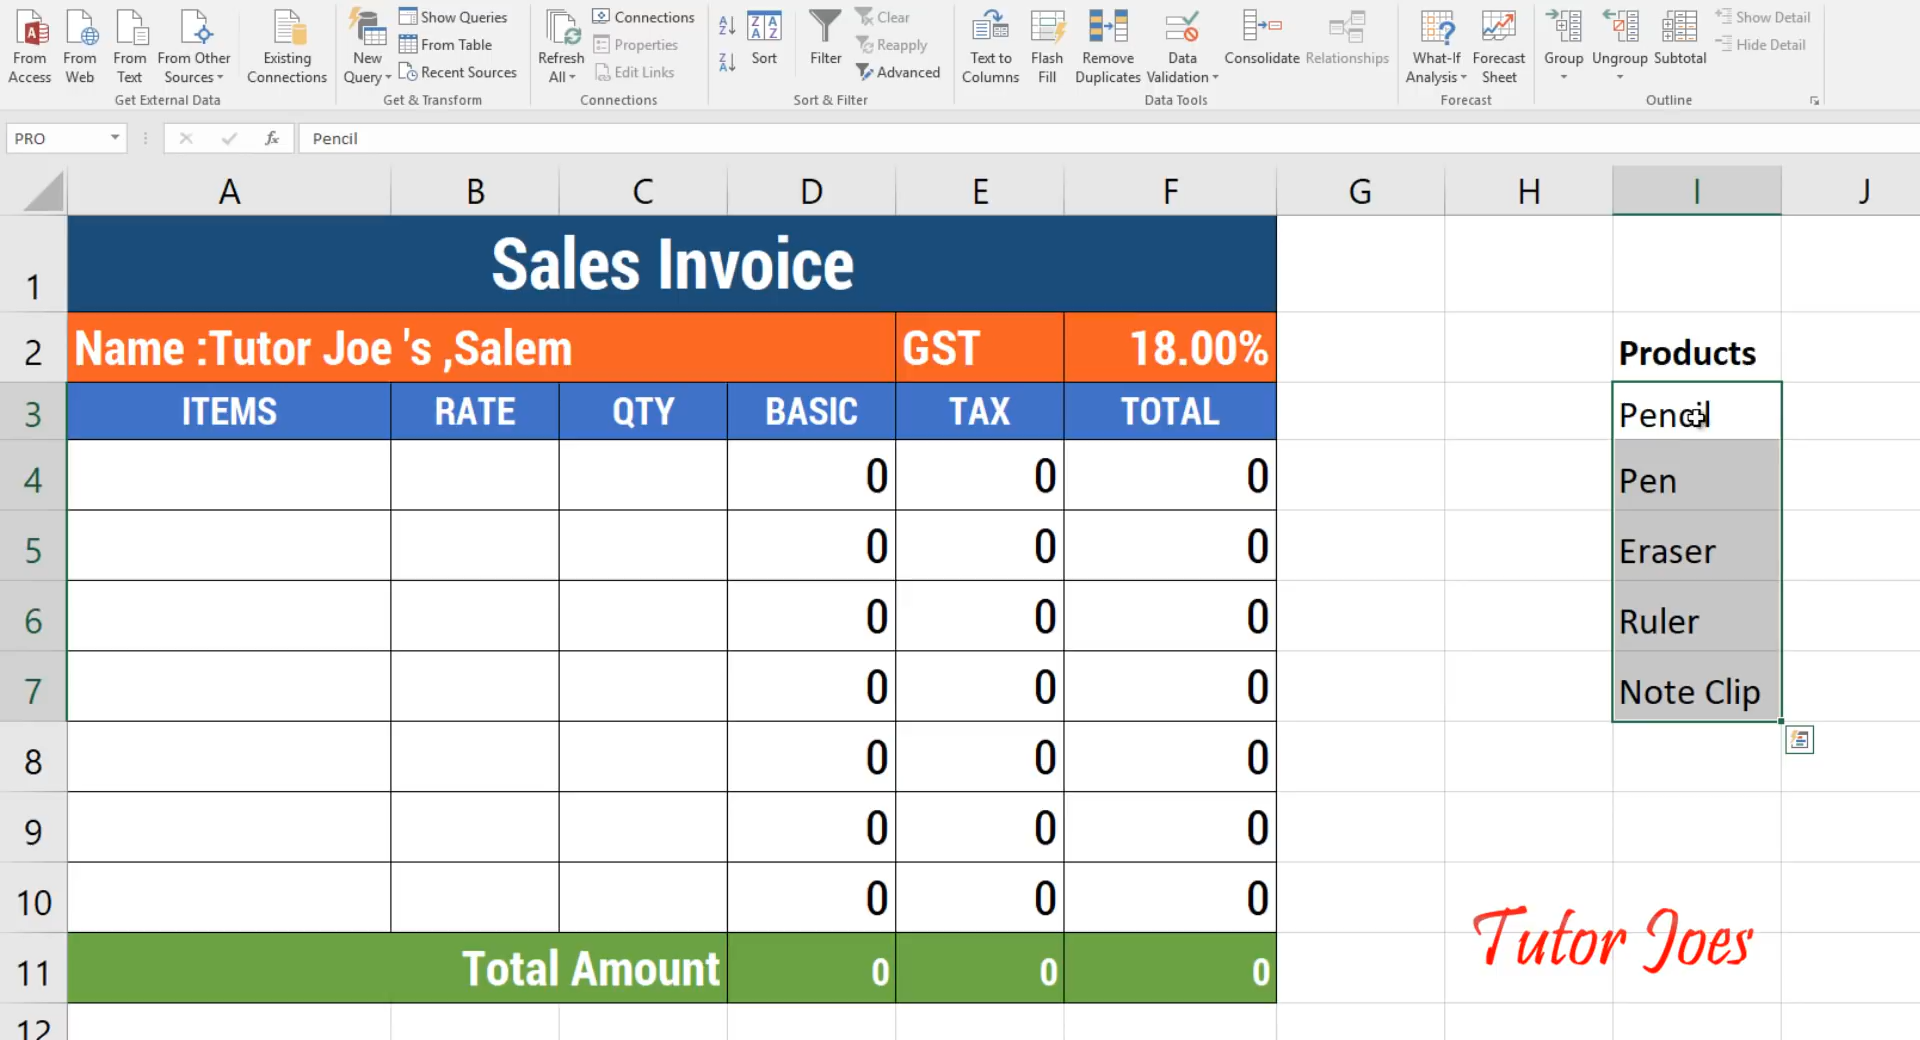 From Access
From Web
From Text
From Other Sources
Existing Connections
Get External Data
New Query
Show Queries
From Table
Recent Sources
Get & Transform
Refresh All
Connections
Properties
Edit Links
Connections
Sort
Filter
Clear
Reapply
Advanced
Sort & Filter
Text to Columns
Flash Fill
Remove Duplicates
Data Validation
Consolidate
Relationships
Data Tools
What-If Analysis
Forecast Sheet
Forecast
Group
Ungroup
Subtotal
Show Detail
Hide Detail
Outline
PRO
fx
Pencil
A B C D E F G H I J
1 Sales Invoice
2 Name :Tutor Joe 's ,Salem GST 18.00% Products
3 ITEMS RATE QTY BASIC TAX TOTAL Pencil
4 0 0 0 Pen
5 0 0 0 Eraser
6 0 0 0 Ruler
7 0 0 0 Note Clip
8 0 0 0
9 0 0 0
10 0 0 0
11 Total Amount 0 0 0
Tutor Joes
12